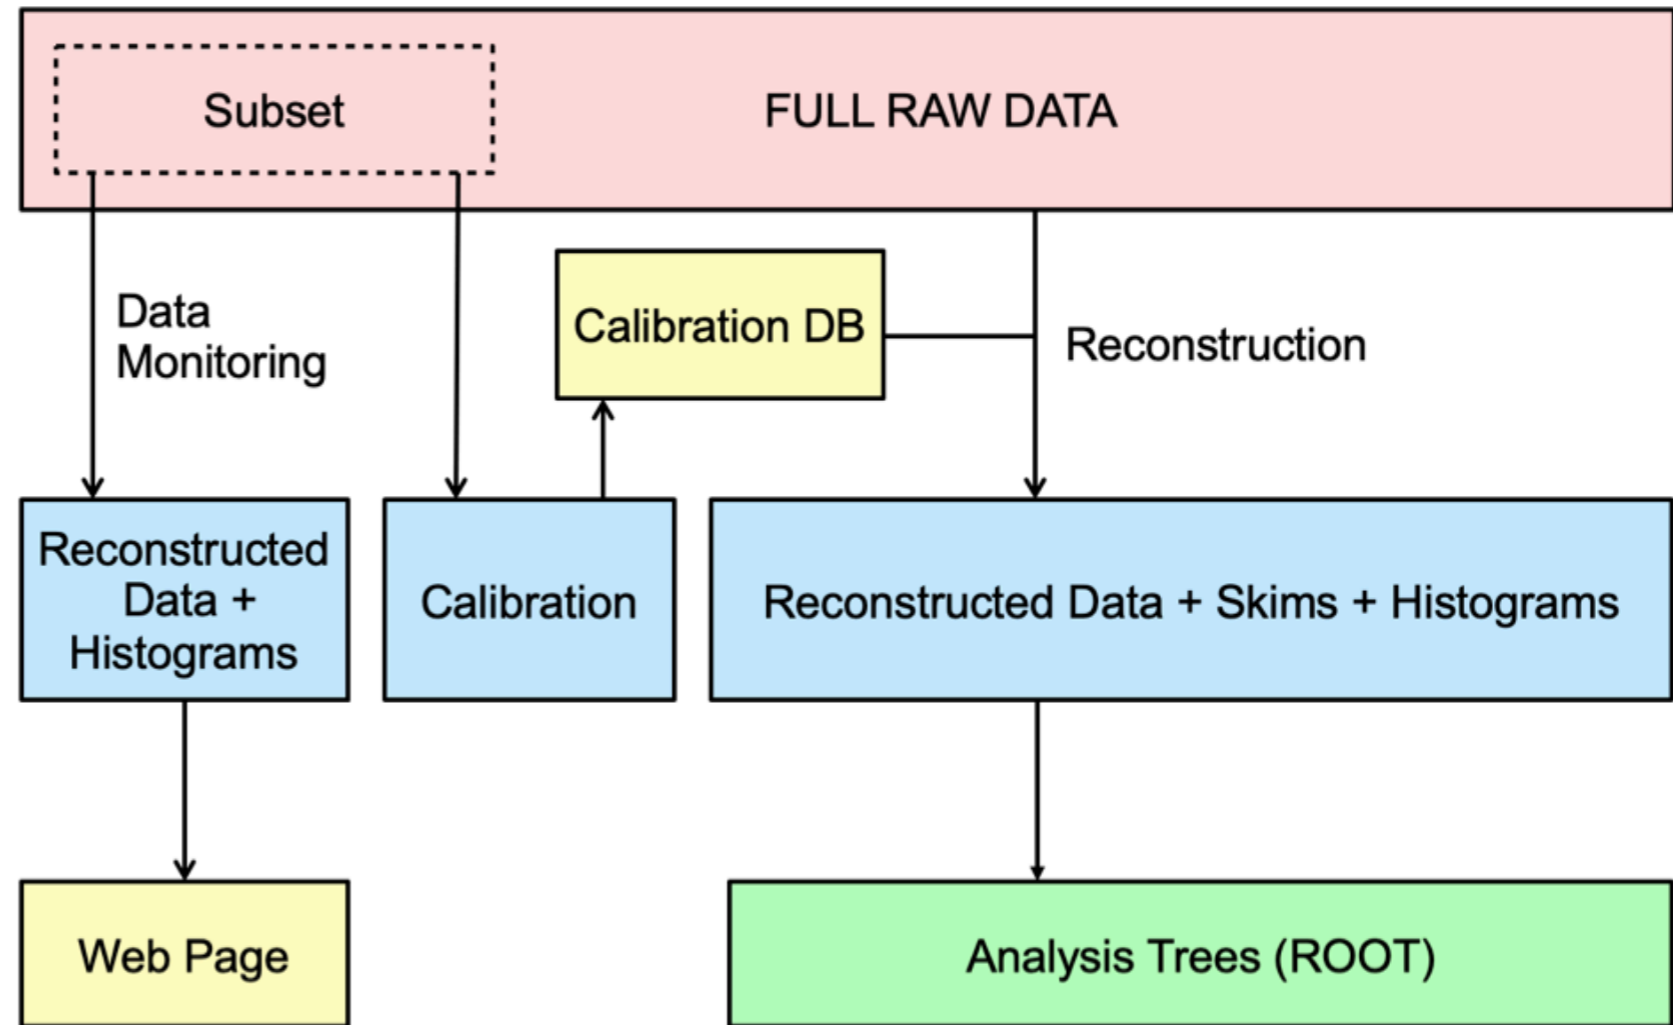 Subset
FULL RAW DATA
Data
Monitoring
Calibration DB
Reconstruction
Reconstructed
Data +
Histograms
Calibration
Reconstructed Data + Skims + Histograms
Web Page
Analysis Trees (ROOT)